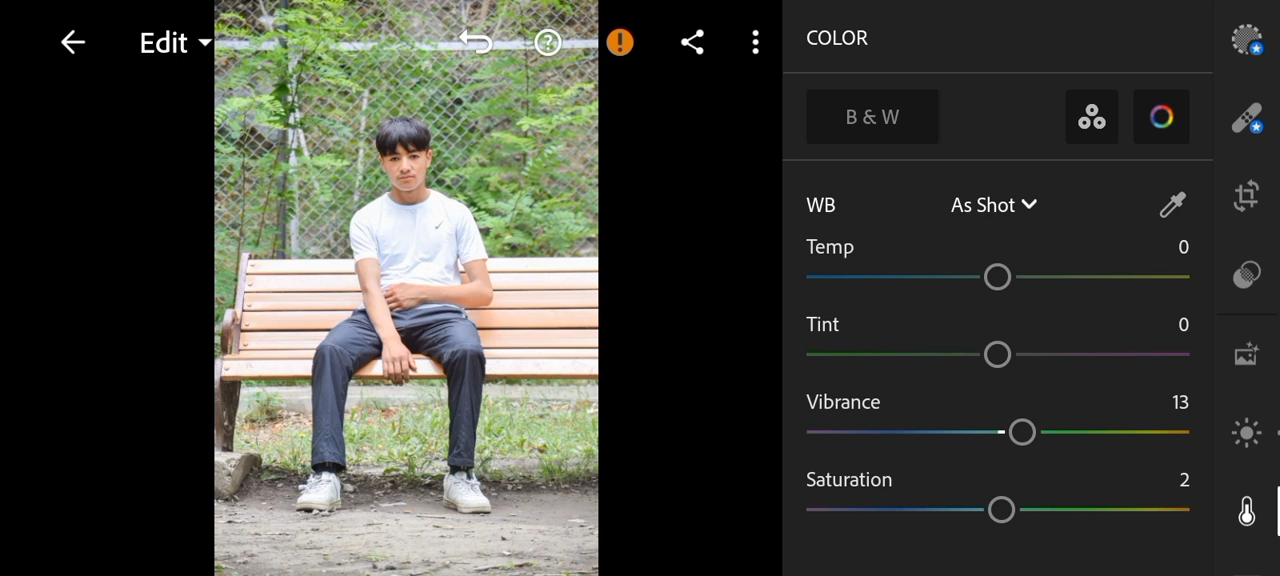 Edit
COLOR
B & W
WB As Shot
Temp 0
Tint 0
Vibrance 13
Saturation 2